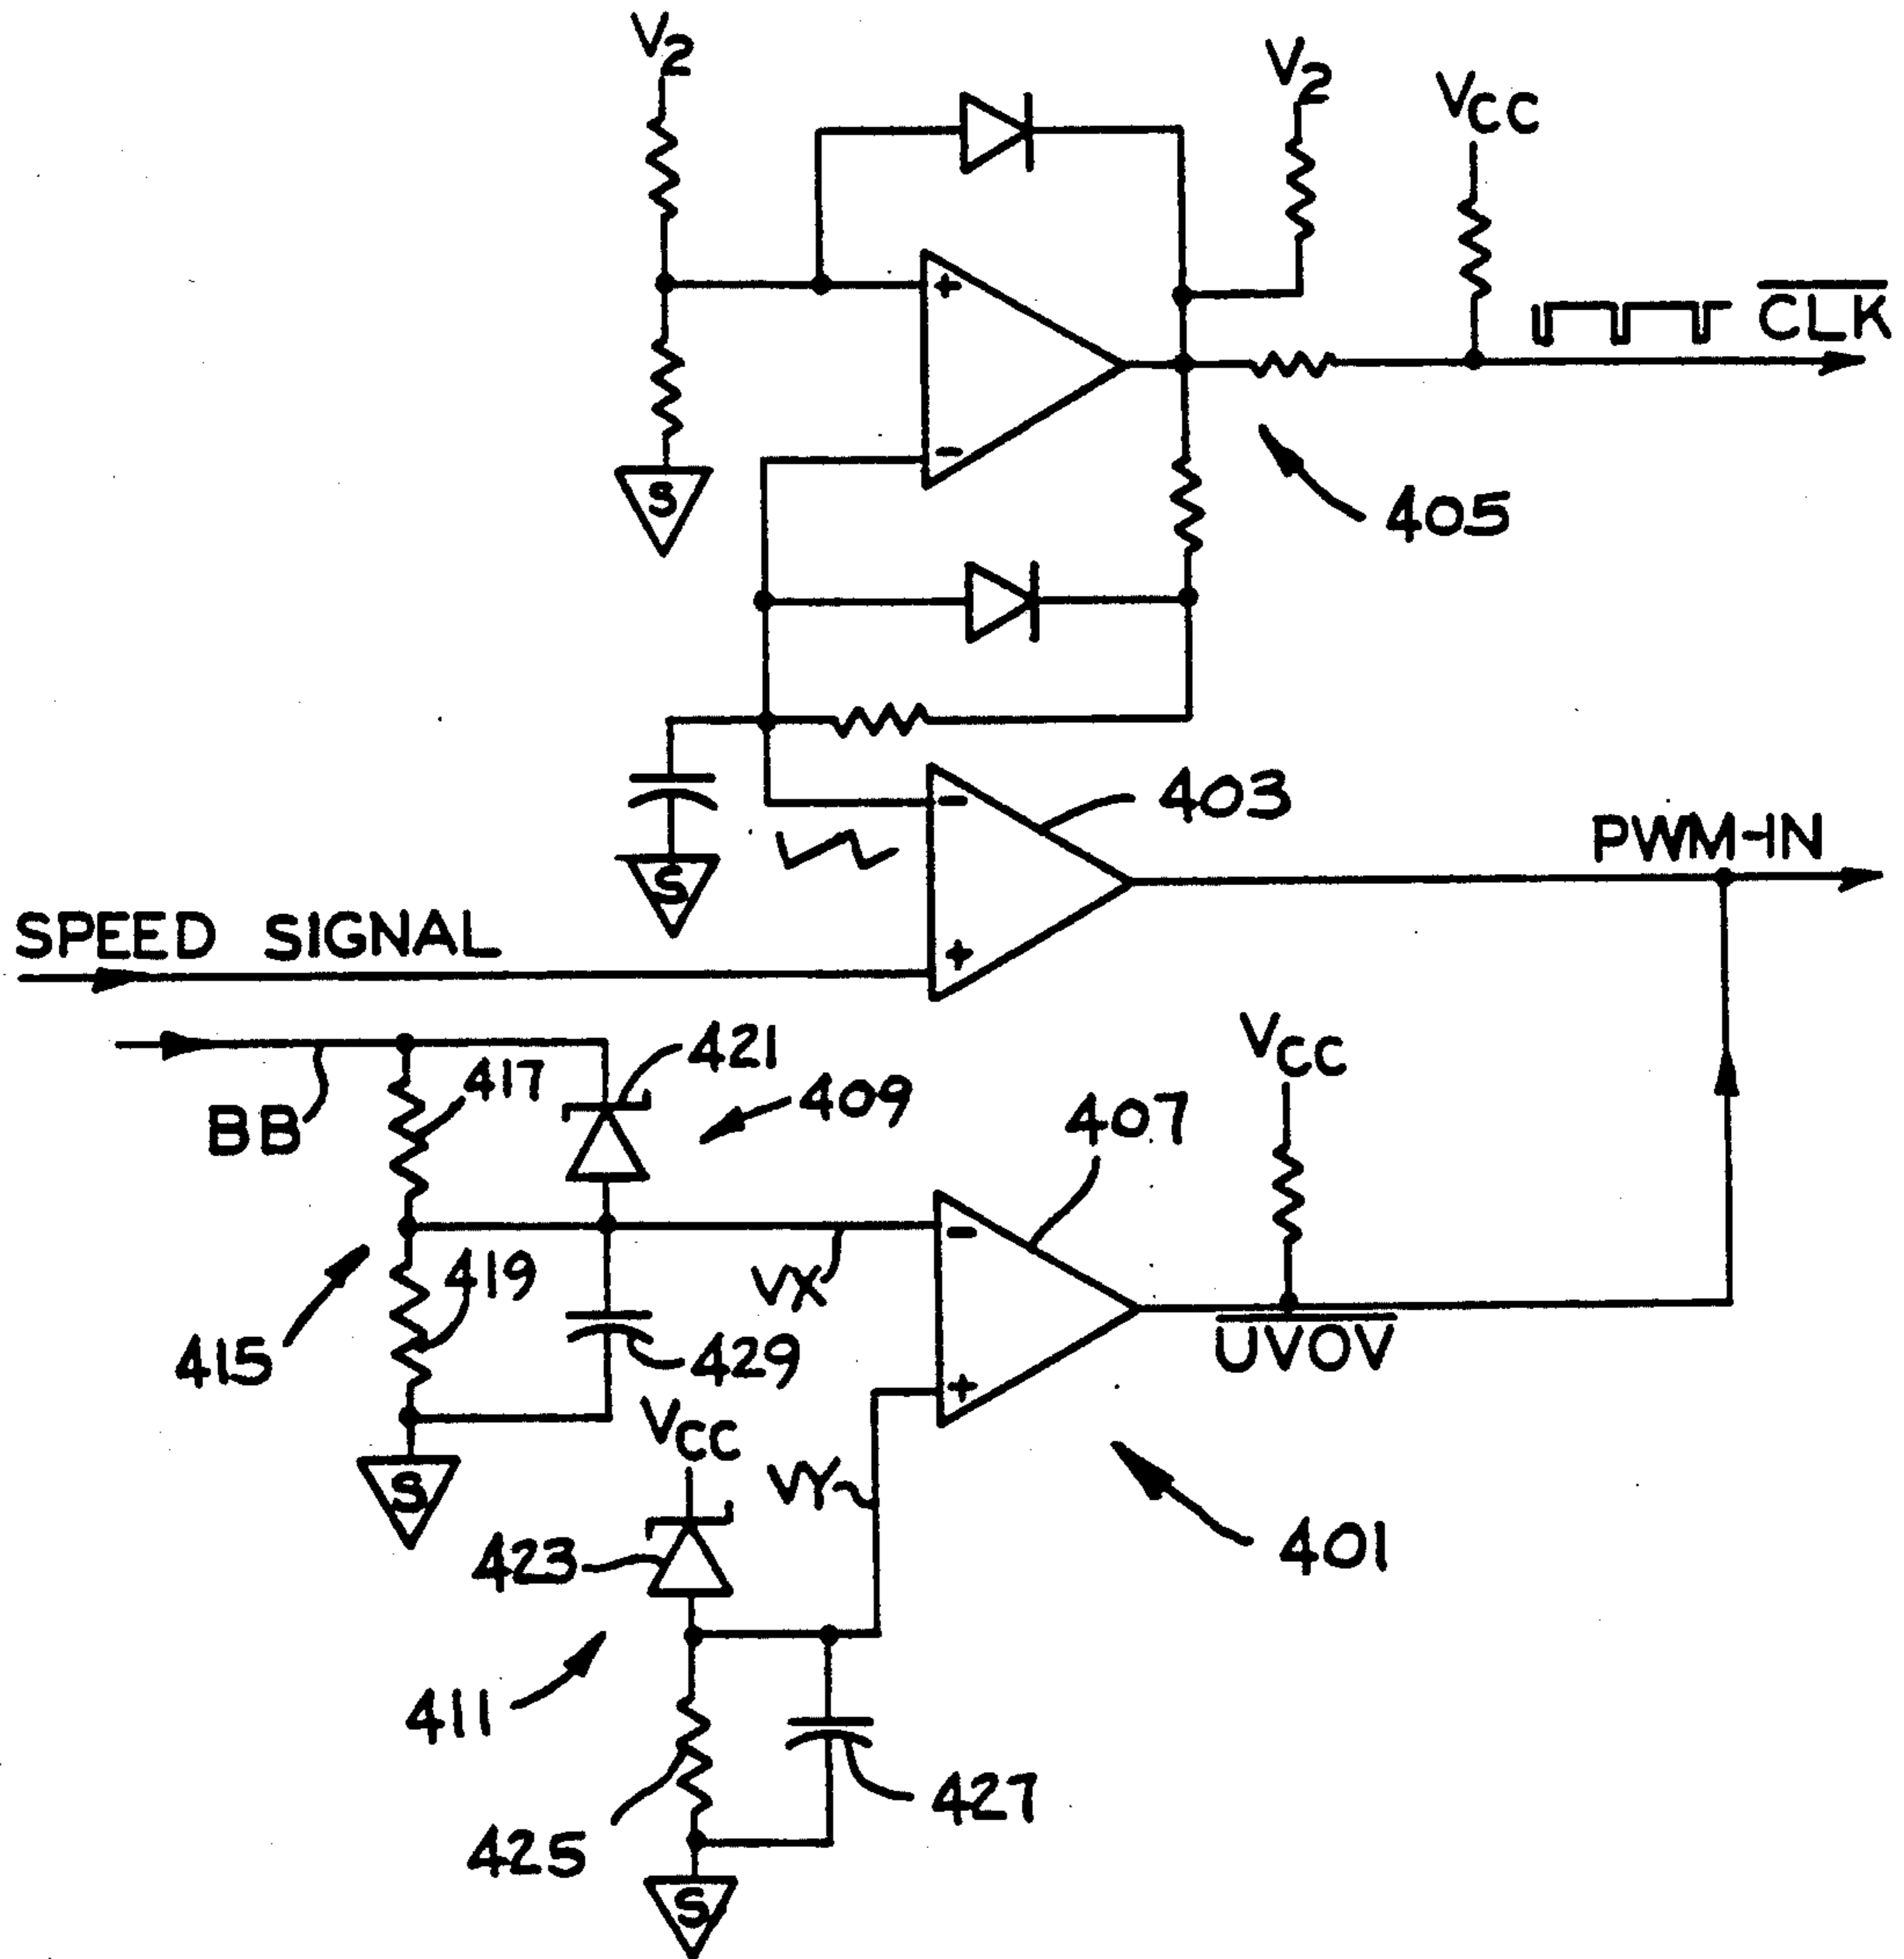 V2
V2
VCC
+
CLK
-
S
405
-
403
S
PWM-IN
SPEED SIGNAL
+
421
VCC
417
409
407
BB
-
419
VX
415
429
UVOV
+
VCC
S
VY
423
401
411
427
425
S